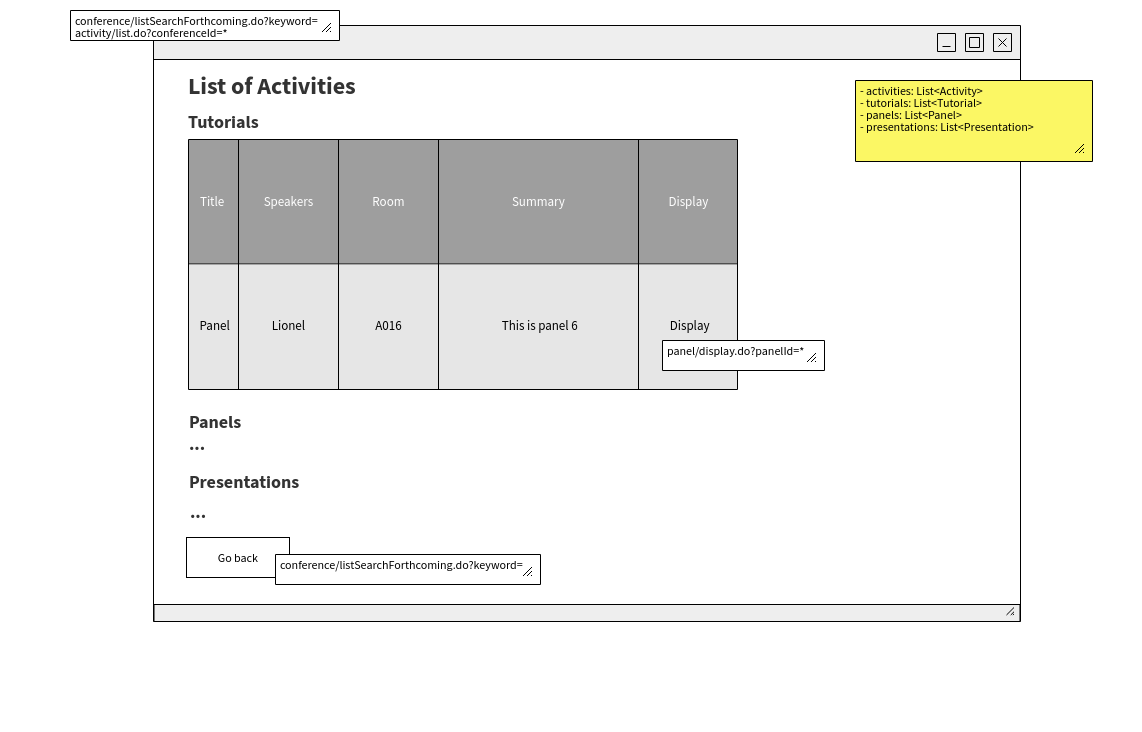 conference/listSearchForthcoming.do?keyword=
activity/list.do?conferenceId=*
List of Activities
- activities: List<Activity>
- tutorials: List<Tutorial>
- panels: List<Panel>
- presentations: List<Presentation>
Tutorials
Title Speakers Room Summary Display
Panel Lionel A016 This is panel 6 Display
panel/display.do?panelId=*
Panels
...
Presentations
...
Go back
conference/listSearchForthcoming.do?keyword=